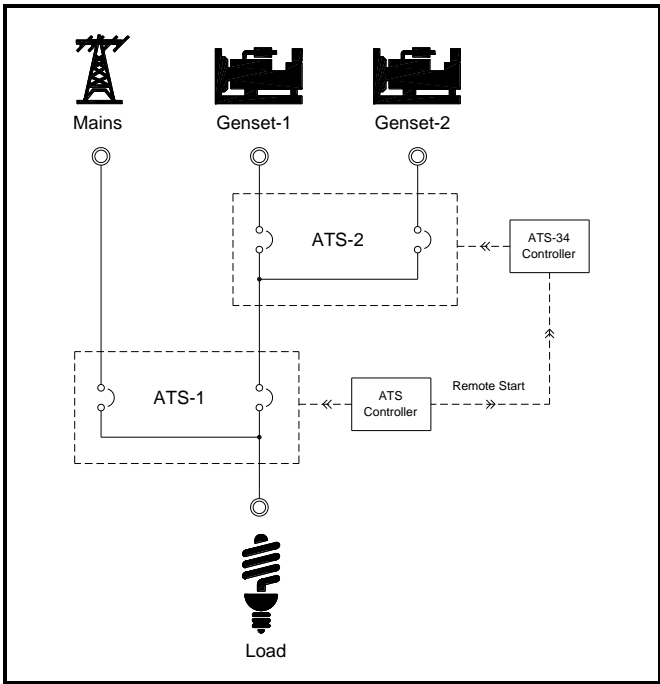 Mains
Genset-1
Genset-2
ATS-2
ATS-34
Controller
ATS-1
ATS
Controller
Remote Start
Load